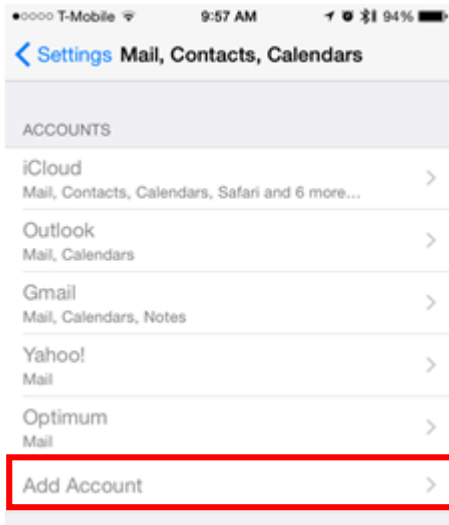 T-Mobile 9:57 AM 94%
Settings Mail, Contacts, Calendars
ACCOUNTS
iCloud
Mail, Contacts, Calendars, Safari and 6 more...
Outlook
Mail, Calendars
Gmail
Mail, Calendars, Notes
Yahoo!
Mail
Optimum
Mail
Add Account